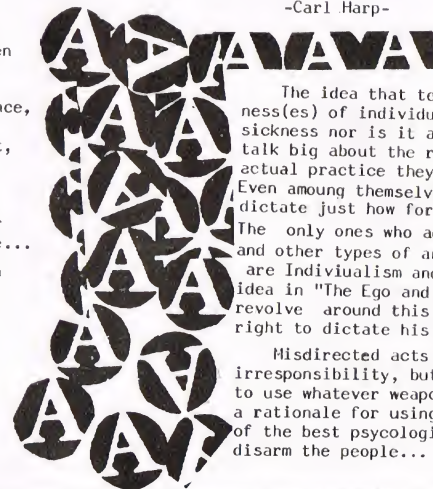 -Carl Harp-
en
ace,
The idea that te
ness(es) of individu
sickness nor is it a
talk big about the r
actual practice they
Even amoung themselv
dictate just how for
The only ones who a
and other types of a
are Indiviualism and
idea in "The Ego and
revolve around this
right to dictate his
Misdirected acts
irresponsibility, but
to use whatever weapo
a rationale for using
of the best psycologi
disarm the people...